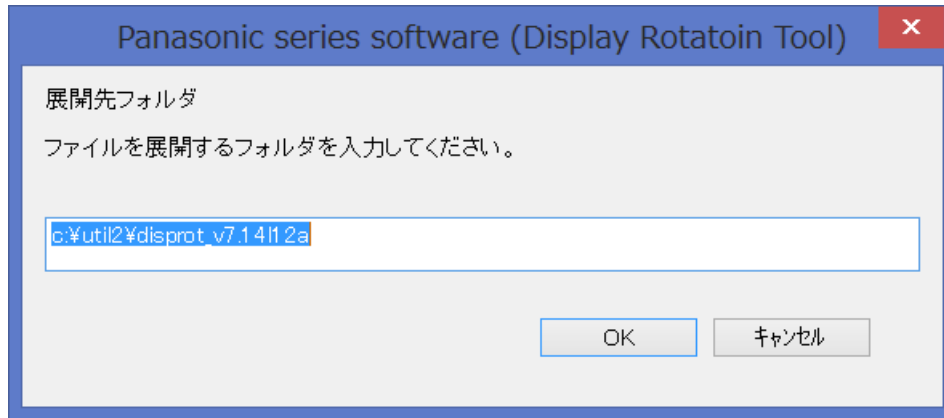 Panasonic series software (Display Rotatoin Tool)
展開先フォルダ
ファイルを展開するフォルダを入力してください。
c:¥util2¥disprot_v7.14l12a
OK
キャンセル